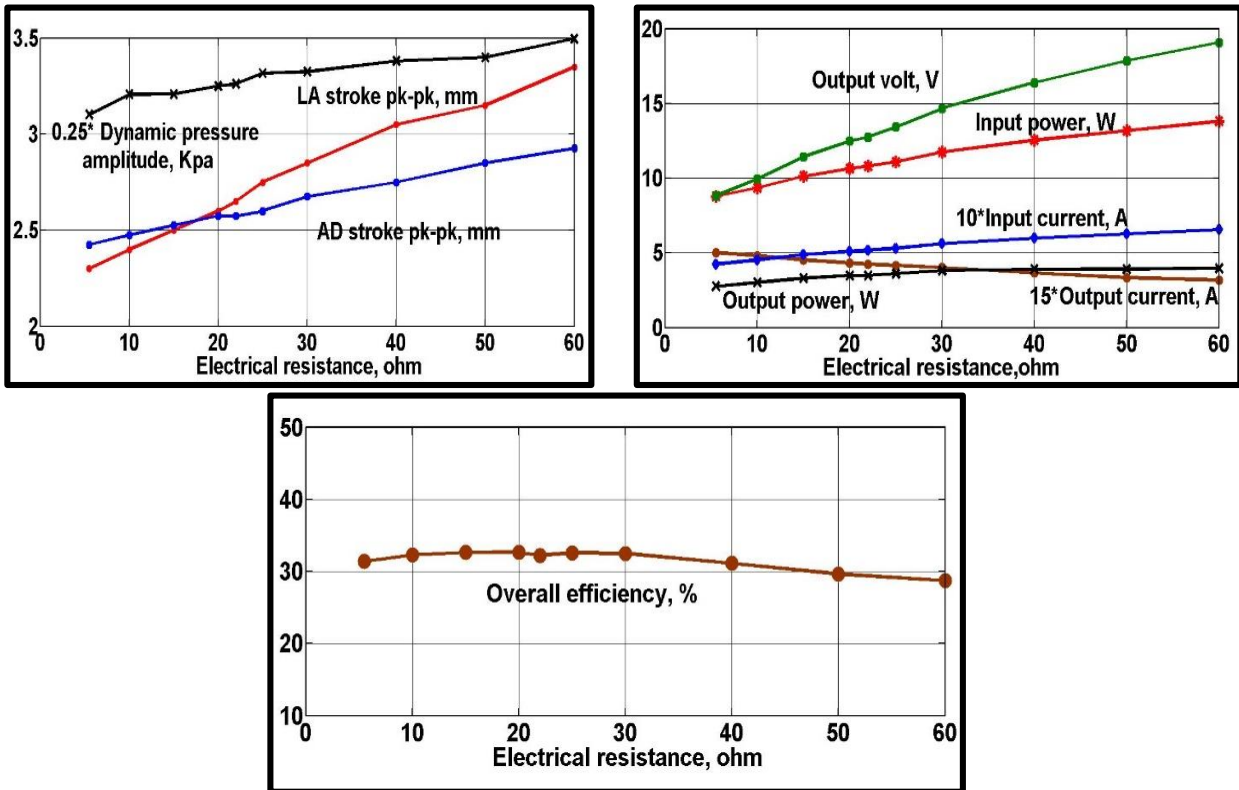 3.5
3
2.5
2
LA stroke pk-pk, mm
0.25* Dynamic pressure
amplitude, Kpa
AD stroke pk-pk, mm
0 10 20 30 40 50 60
Electrical resistance, ohm
20
15
10
5
0
Output volt, V
Input power, W
10*Input current, A
Output power, W
15*Output current, A
0 10 20 30 40 50 60
Electrical resistance,ohm
50
40
30
20
10
Overall efficiency, %
0 10 20 30 40 50 60
Electrical resistance, ohm